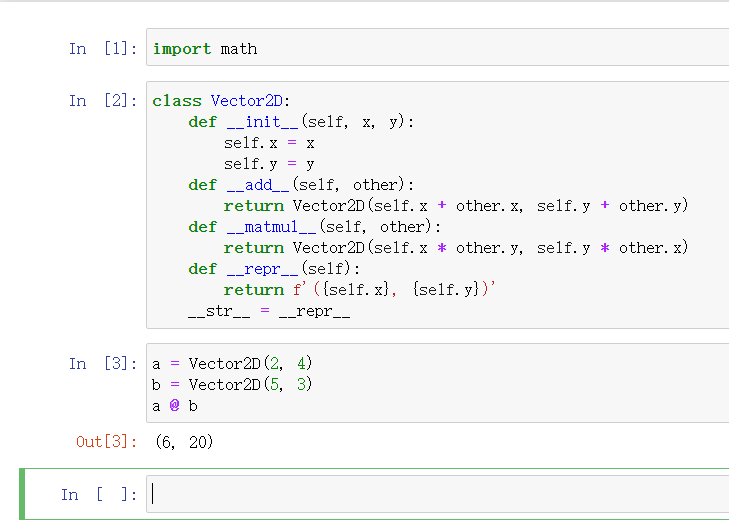 In [1]: import math
In [2]: class Vector2D:
    def __init__(self, x, y):
        self.x = x
        self.y = y
    def __add__(self, other):
        return Vector2D(self.x + other.x, self.y + other.y)
    def __matmul__(self, other):
        return Vector2D(self.x * other.y, self.y * other.x)
    def __repr__(self):
        return f'({self.x}, {self.y})'
    __str__ = __repr__
In [3]: a = Vector2D(2, 4)
b = Vector2D(5, 3)
a @ b
Out[3]: (6, 20)
In [ ]: